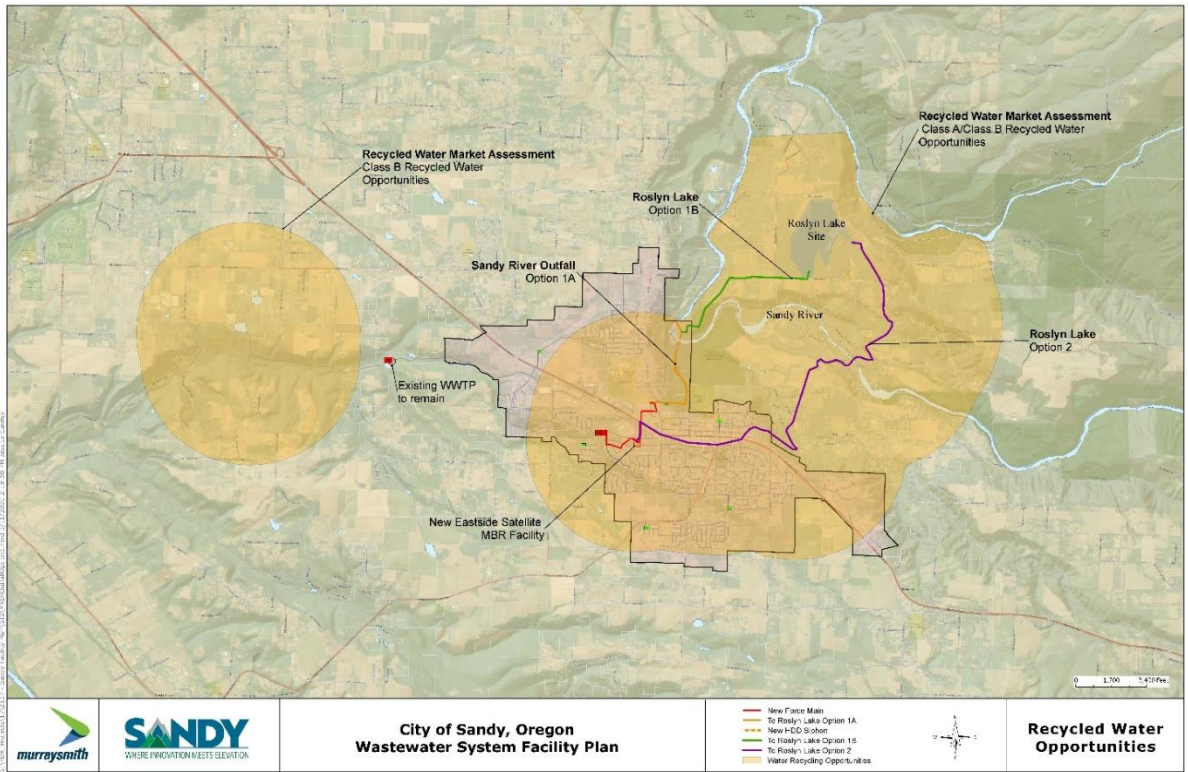 Recycled Water Market Assessment
Class A/Class B Recycled Water
Opportunities
Recycled Water Market Assessment
Class B Recycled Water
Opportunities
Roslyn Lake
Option 1B
Roslyn Lake
Site
Sandy River Outfall
Option 1A
Sandy River
Roslyn Lake
Option 2
Existing WWTP
to remain
New Eastside Satellite
MBR Facility
murraysmith
SANDY
WHERE INNOVATION MEETS ELEVATION
City of Sandy, Oregon
Wastewater System Facility Plan
New Force Main
To Roslyn Lake Option 1A
New HDD Siphon
To Roslyn Lake Option 1B
To Roslyn Lake Option 2
Water Recycling Opportunities
Recycled Water
Opportunities